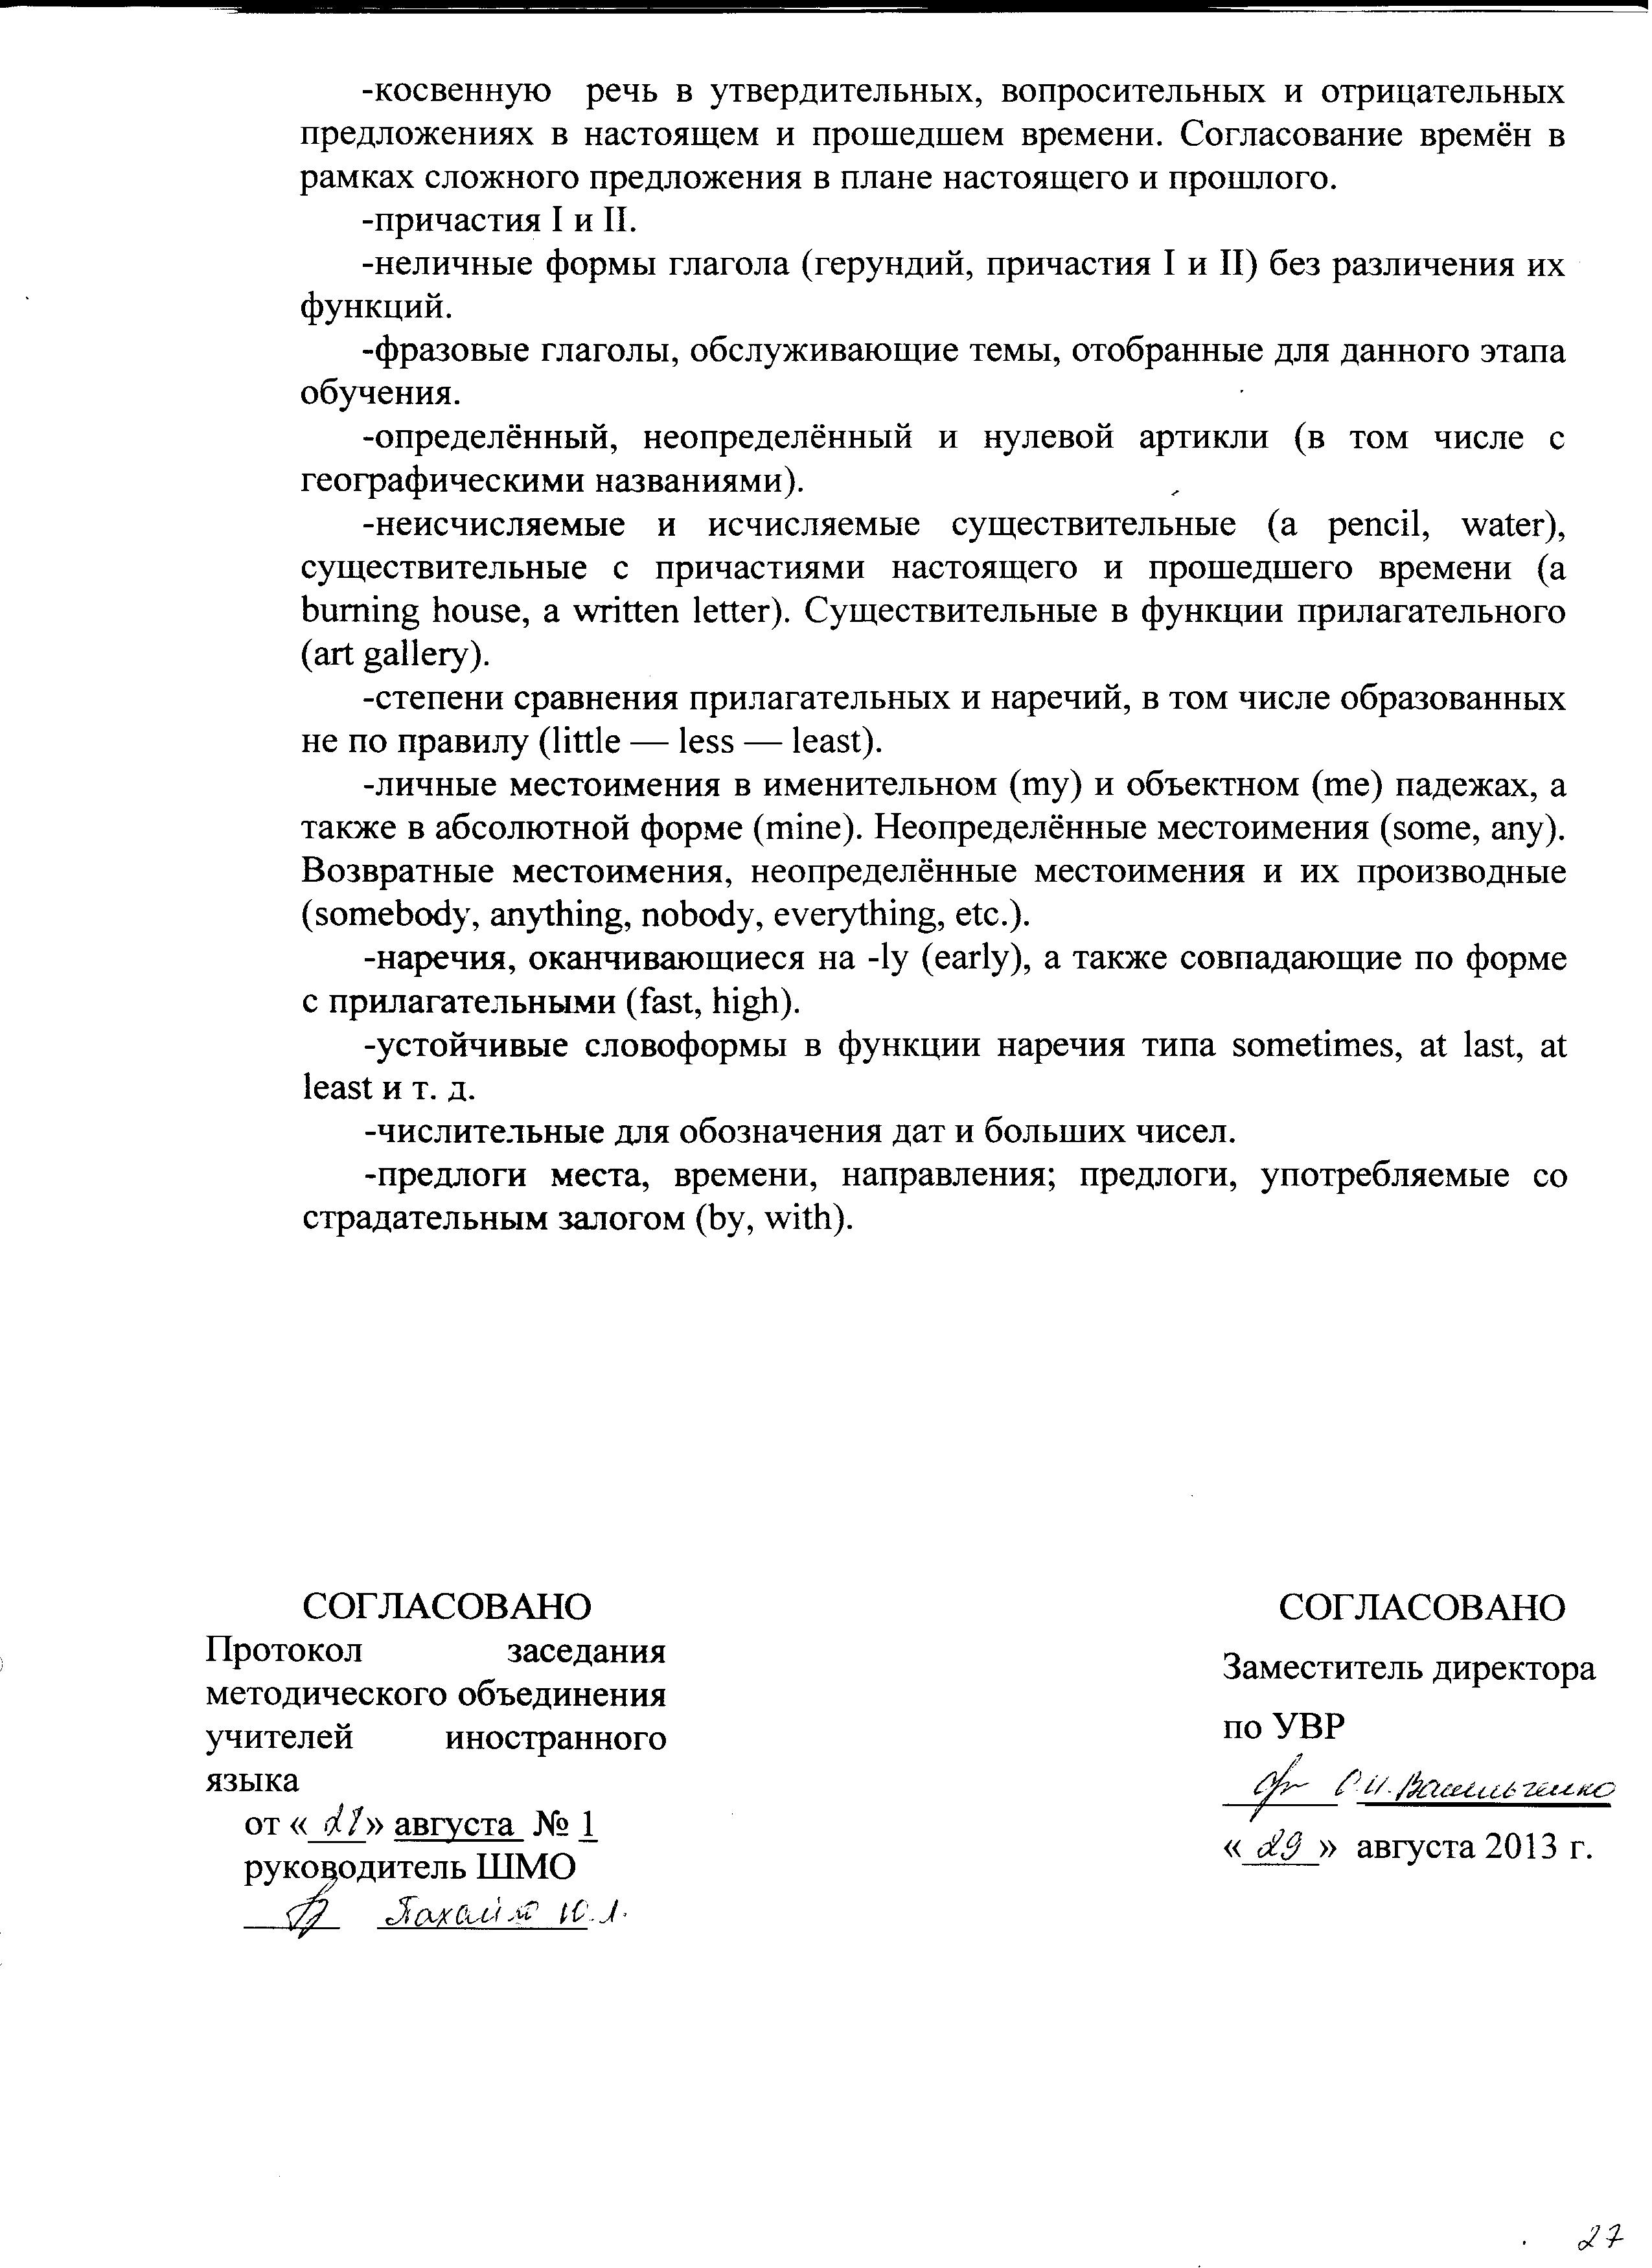 -косвенную речь в утвердительных, вопросительных и отрицательных
предложениях в настоящем и прошедшем времени. Согласование времён в
рамках сложного предложения в плане настоящего и прошлого.
-причастия I и II.
-неличные формы глагола (герундий, причастия I и II) без различения их
функций.
-фразовые глаголы, обслуживающие темы, отобранные для данного этапа
обучения.
-определённый, неопределённый и нулевой артикли (в том числе с
географическими названиями).
-неисчисляемые и исчисляемые существительные (a pencil, water),
существительные с причастиями настоящего и прошедшего времени (a
burning house, a written letter). Существительные в функции прилагательного
(art gallery).
-степени сравнения прилагательных и наречий, в том числе образованных
не по правилу (little — less — least).
-личные местоимения в именительном (my) и объектном (me) падежах, а
также в абсолютной форме (mine). Неопределённые местоимения (some, any).
Возвратные местоимения, неопределённые местоимения и их производные
(somebody, anything, nobody, everything, etc.).
-наречия, оканчивающиеся на -ly (early), а также совпадающие по форме
с прилагательными (fast, high).
-устойчивые словоформы в функции наречия типа sometimes, at last, at
least и т. д.
-числительные для обозначения дат и больших чисел.
-предлоги места, времени, направления; предлоги, употребляемые со
страдательным залогом (by, with).
СОГЛАСОВАНО
Протокол заседания
методического объединения
учителей иностранного
языка
от « » августа № 1
руководитель ШМО
Ю.Л.
СОГЛАСОВАНО
Заместитель директора
по УВР
С.И. Васильченко
«29» августа 2013 г.
27